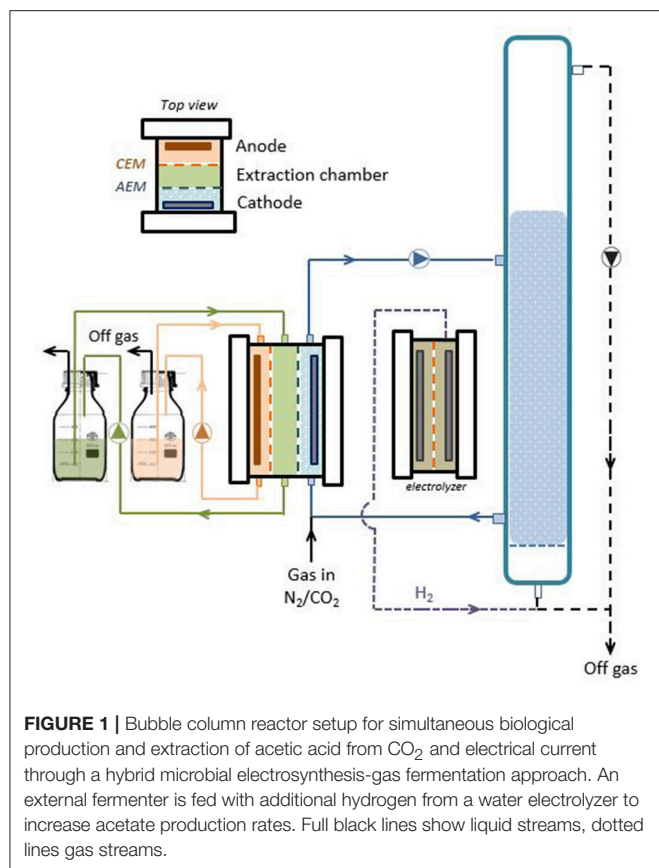 Top view
Anode
CEM
Extraction chamber
AEM
Cathode
Off gas
electrolyzer
Gas in
N2/CO2
H2
Off gas
FIGURE 1 | Bubble column reactor setup for simultaneous biological
production and extraction of acetic acid from CO2 and electrical current
through a hybrid microbial electrosynthesis-gas fermentation approach. An
external fermenter is fed with additional hydrogen from a water electrolyzer to
increase acetate production rates. Full black lines show liquid streams, dotted
lines gas streams.